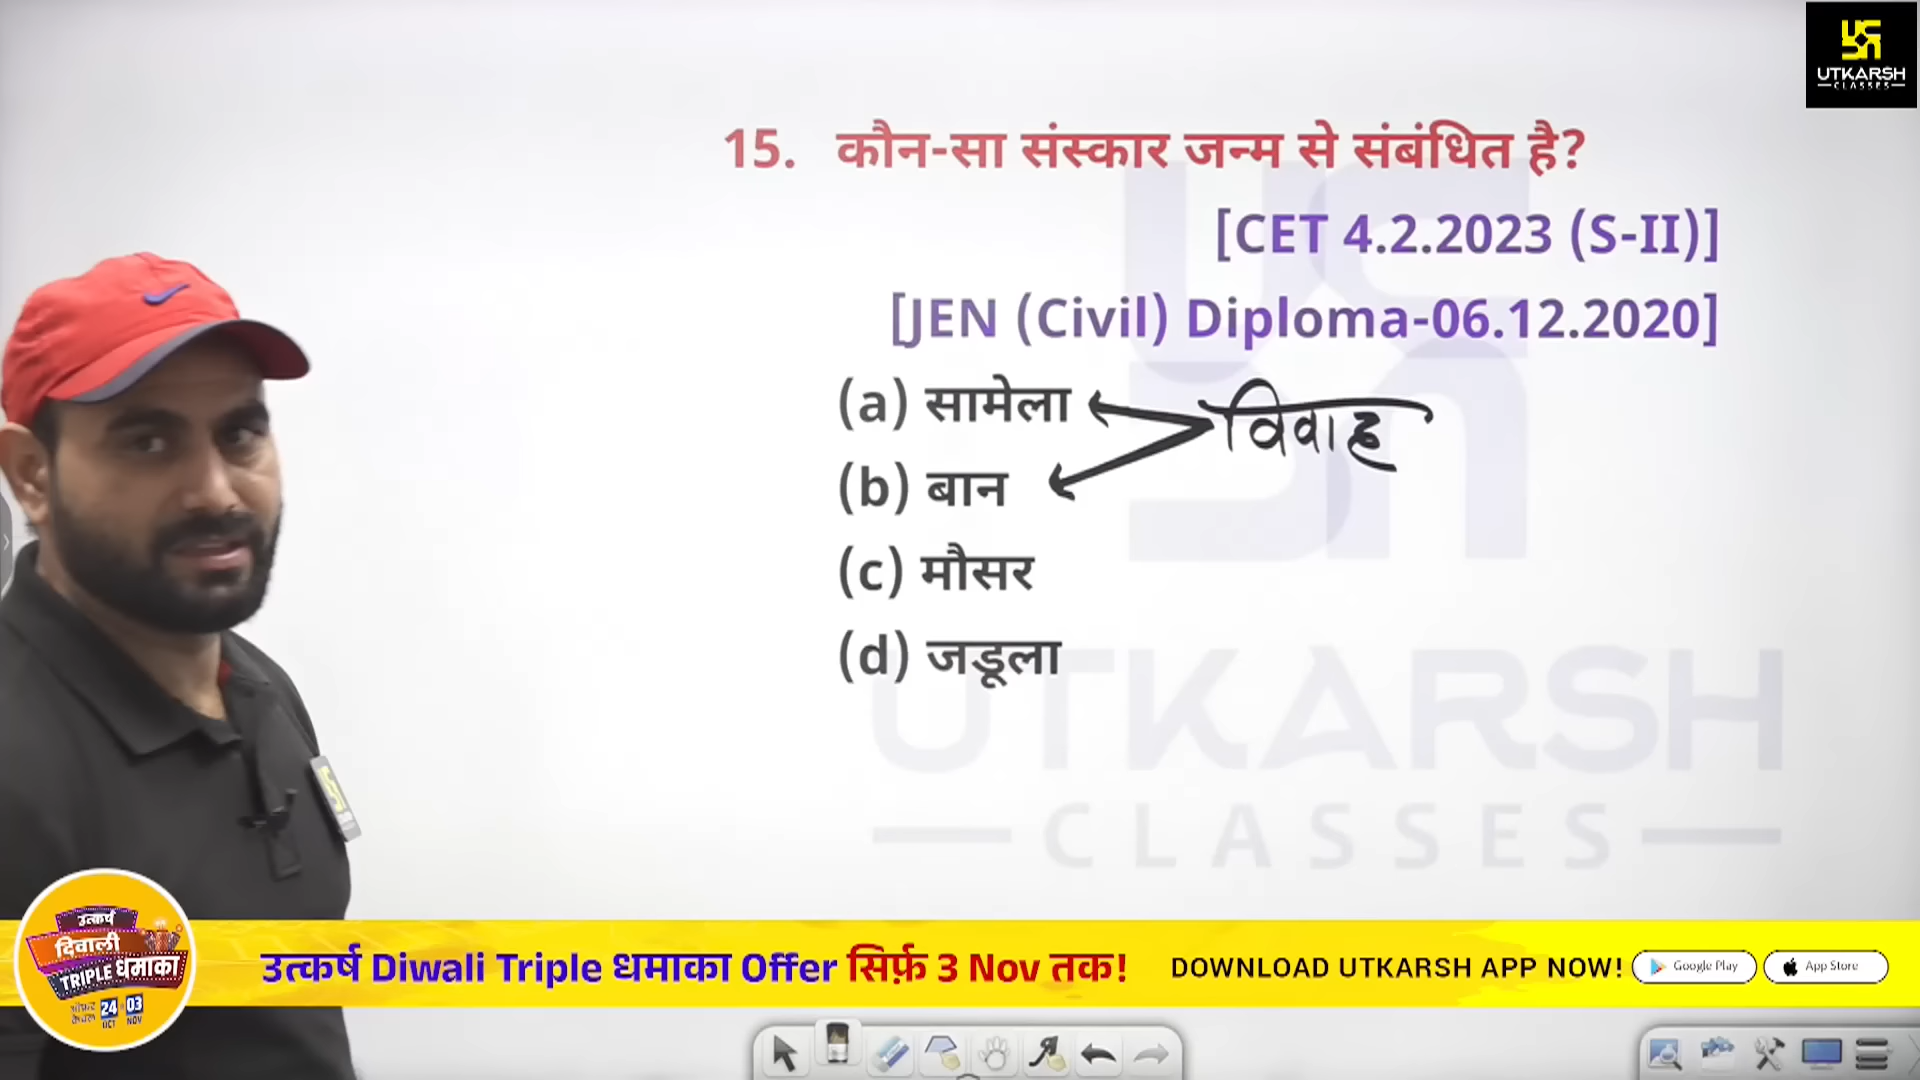 UTKARSH
CLASSES
15. कौन-सा संस्कार जन्म से संबंधित है?
[CET 4.2.2023 (S-II)]
[JEN (Civil) Diploma-06.12.2020]
(a) सामेला
विवाह
(b) बान
(c) मौसर
(d) जडूला
UTKARSH
CLASSES
उत्कर्ष
दिवाली
TRIPLE धमाका
24 OCT 03 NOV
उत्कर्ष Diwali Triple धमाका Offer सिर्फ़ 3 Nov तक!
DOWNLOAD UTKARSH APP NOW!
Google Play
App Store